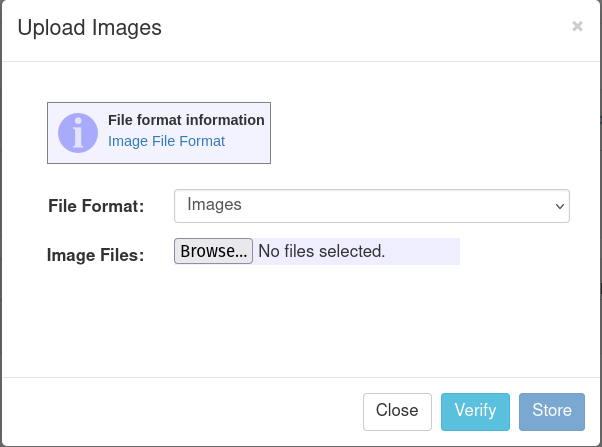 Upload Images
×
File format information
Image File Format
File Format: Images
Image Files: Browse... No files selected.
Close Verify Store